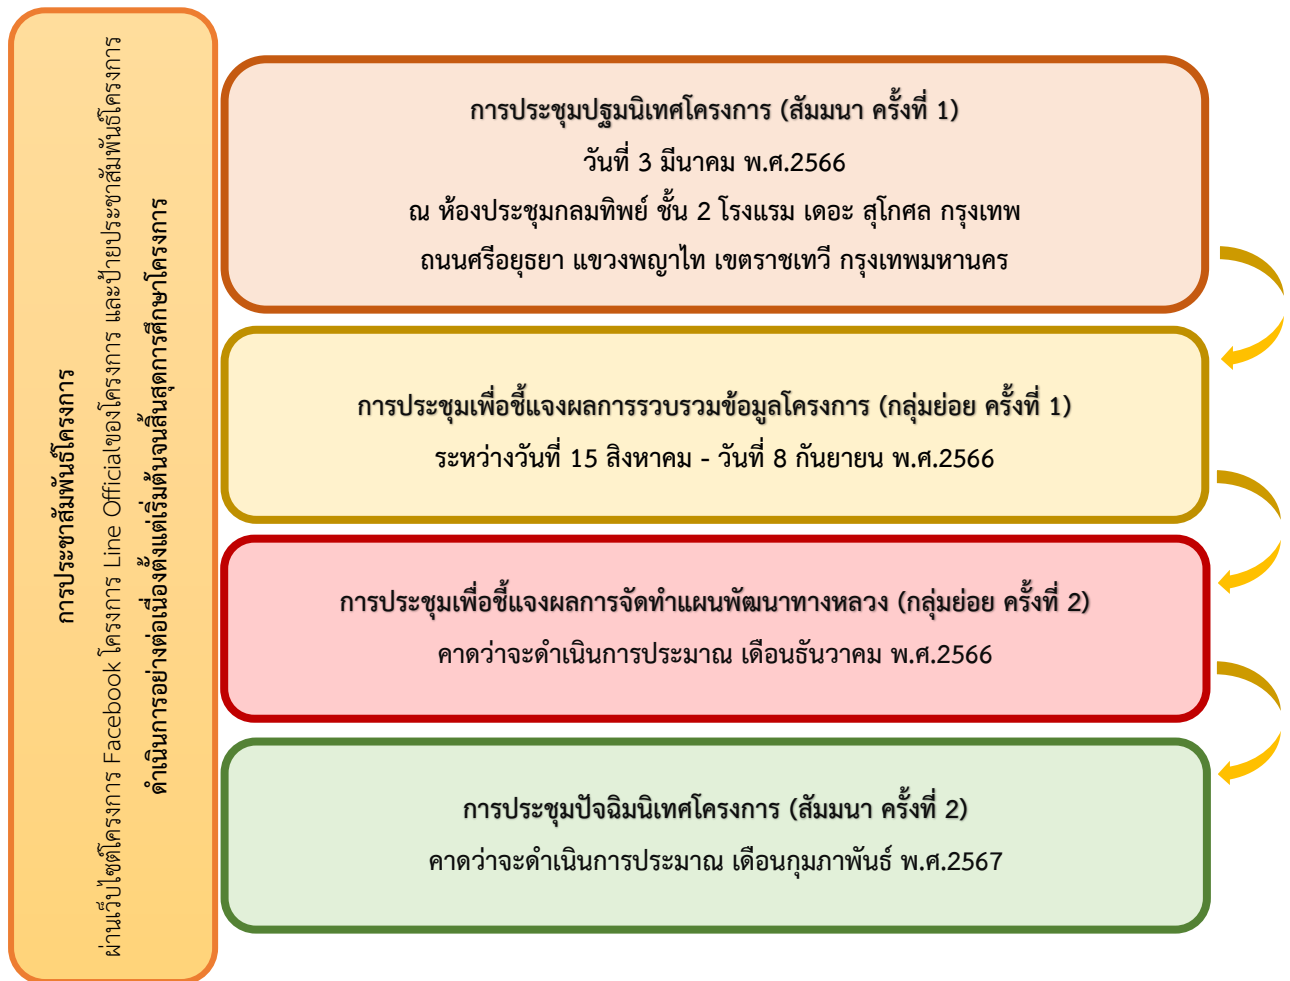 การประชาสัมพันธ์โครงการ
ผ่านเว็บไซต์โครงการ Facebook โครงการ Line Officialของโครงการ และป้ายประชาสัมพันธ์โครงการ
ดำเนินการอย่างต่อเนื่องตั้งแต่เริ่มต้นจนสิ้นสุดการศึกษาโครงการ
การประชุมปฐมนิเทศโครงการ (สัมมนา ครั้งที่ 1)
วันที่ 3 มีนาคม พ.ศ.2566
ณ ห้องประชุมกลมทิพย์ ชั้น 2 โรงแรม เดอะ สุโกศล กรุงเทพ
ถนนศรีอยุธยา แขวงพญาไท เขตราชเทวี กรุงเทพมหานคร
การประชุมเพื่อชี้แจงผลการรวบรวมข้อมูลโครงการ (กลุ่มย่อย ครั้งที่ 1)
ระหว่างวันที่ 15 สิงหาคม - วันที่ 8 กันยายน พ.ศ.2566
การประชุมเพื่อชี้แจงผลการจัดทำแผนพัฒนาทางหลวง (กลุ่มย่อย ครั้งที่ 2)
คาดว่าจะดำเนินการประมาณ เดือนธันวาคม พ.ศ.2566
การประชุมปัจฉิมนิเทศโครงการ (สัมมนา ครั้งที่ 2)
คาดว่าจะดำเนินการประมาณ เดือนกุมภาพันธ์ พ.ศ.2567